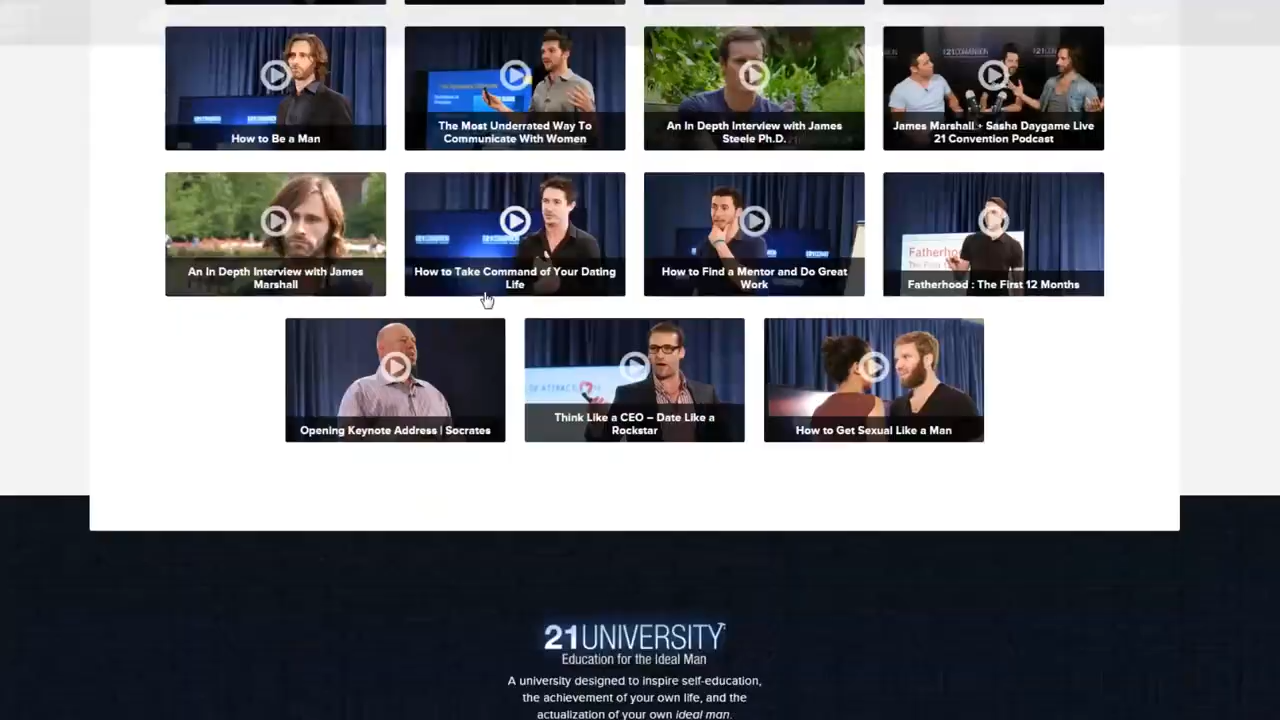 21CONVENTION
21CON
How to Be a Man
The Most Underrated Way To
Communicate With Women
An In Depth Interview with James
Steele Ph.D.
James Marshall + Sasha Daygame Live
21 Convention Podcast
An In Depth Interview with James
Marshall
How to Take Command of Your Dating
Life
How to Find a Mentor and Do Great
Work
Fatherho
Fatherhood : The First 12 Months
Opening Keynote Address | Socrates
Think Like a CEO – Date Like a
Rockstar
How to Get Sexual Like a Man
21UNIVERSITY
Education for the Ideal Man
A university designed to inspire self-education,
the achievement of your own life, and the
actualization of your own ideal man.